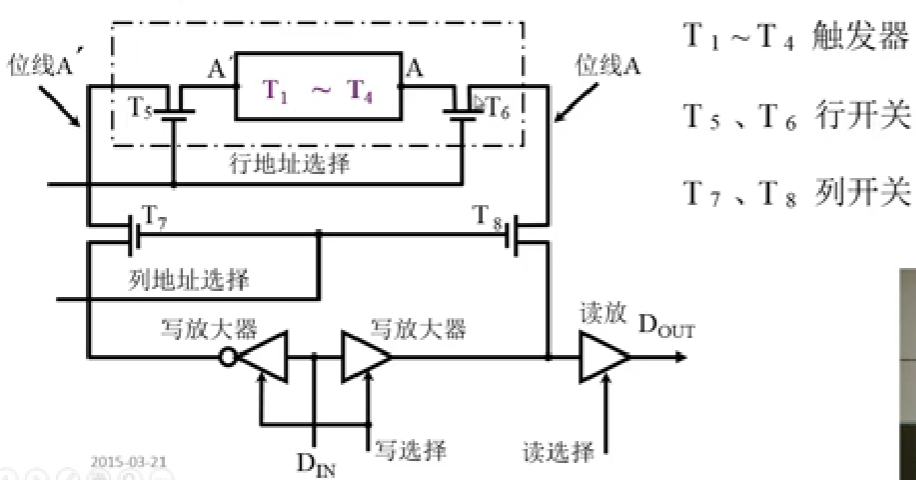 T1 ~ T4 触发器
位线A′
A′
T1 ~ T4
A
位线A
T5
T6
T5、T6 行开关
行地址选择
T7、T8 列开关
T7
T8
列地址选择
写放大器
写放大器
读放
DOUT
DIN
写选择
读选择
2015-03-21